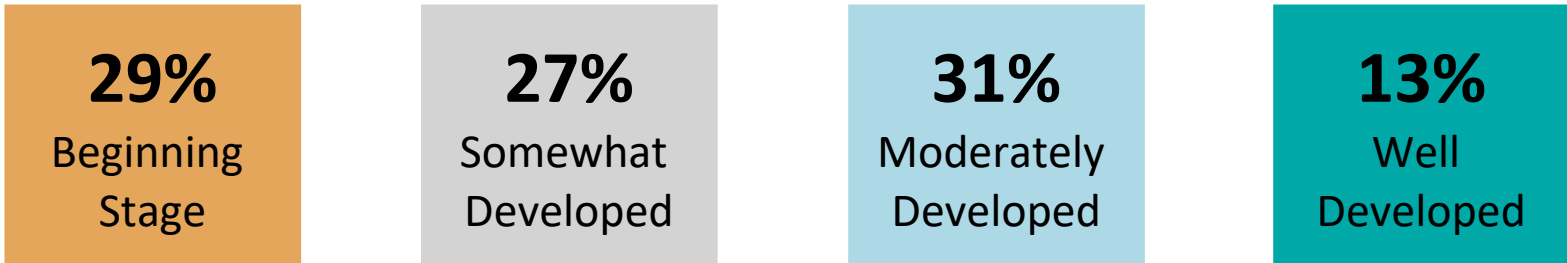 29%
Beginning
Stage
27%
Somewhat
Developed
31%
Moderately
Developed
13%
Well
Developed